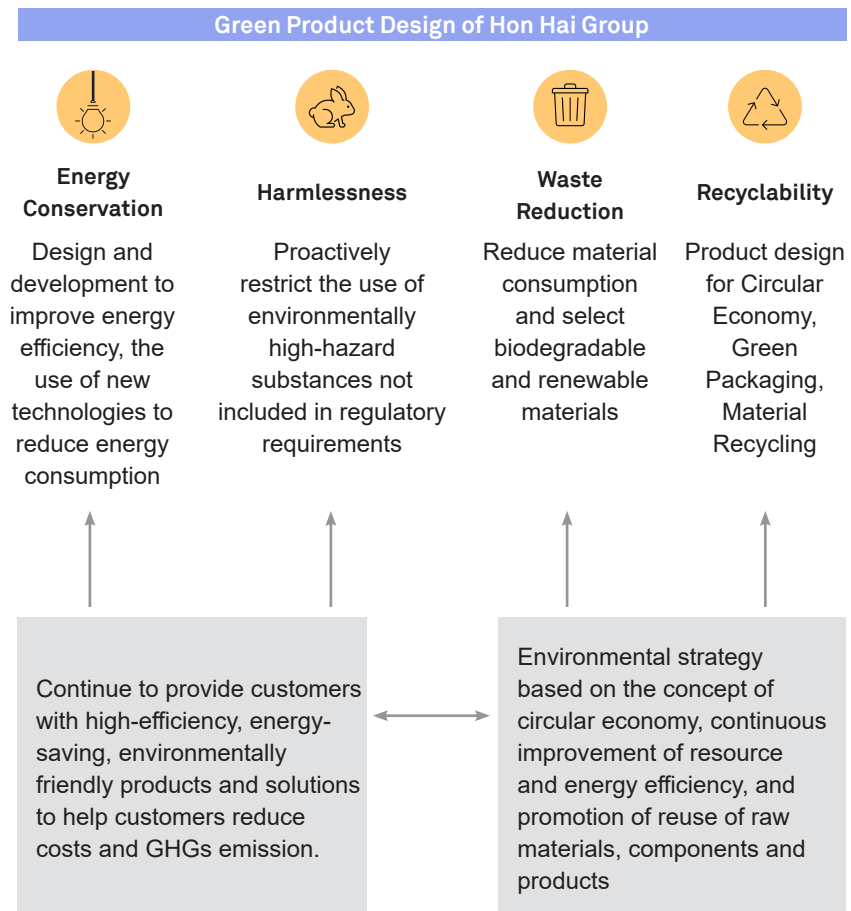 Green Product Design of Hon Hai Group
Energy
Conservation
Design and
development to
improve energy
efficiency, the
use of new
technologies to
reduce energy
consumption
Harmlessness
Proactively
restrict the use of
environmentally
high-hazard
substances not
included in regulatory
requirements
Waste
Reduction
Reduce material
consumption
and select
biodegradable
and renewable
materials
Recyclability
Product design
for Circular
Economy,
Green
Packaging,
Material
Recycling
Continue to provide customers
with high-efficiency, energy-
saving, environmentally
friendly products and solutions
to help customers reduce
costs and GHGs emission.
Environmental strategy
based on the concept of
circular economy, continuous
improvement of resource
and energy efficiency, and
promotion of reuse of raw
materials, components and
products